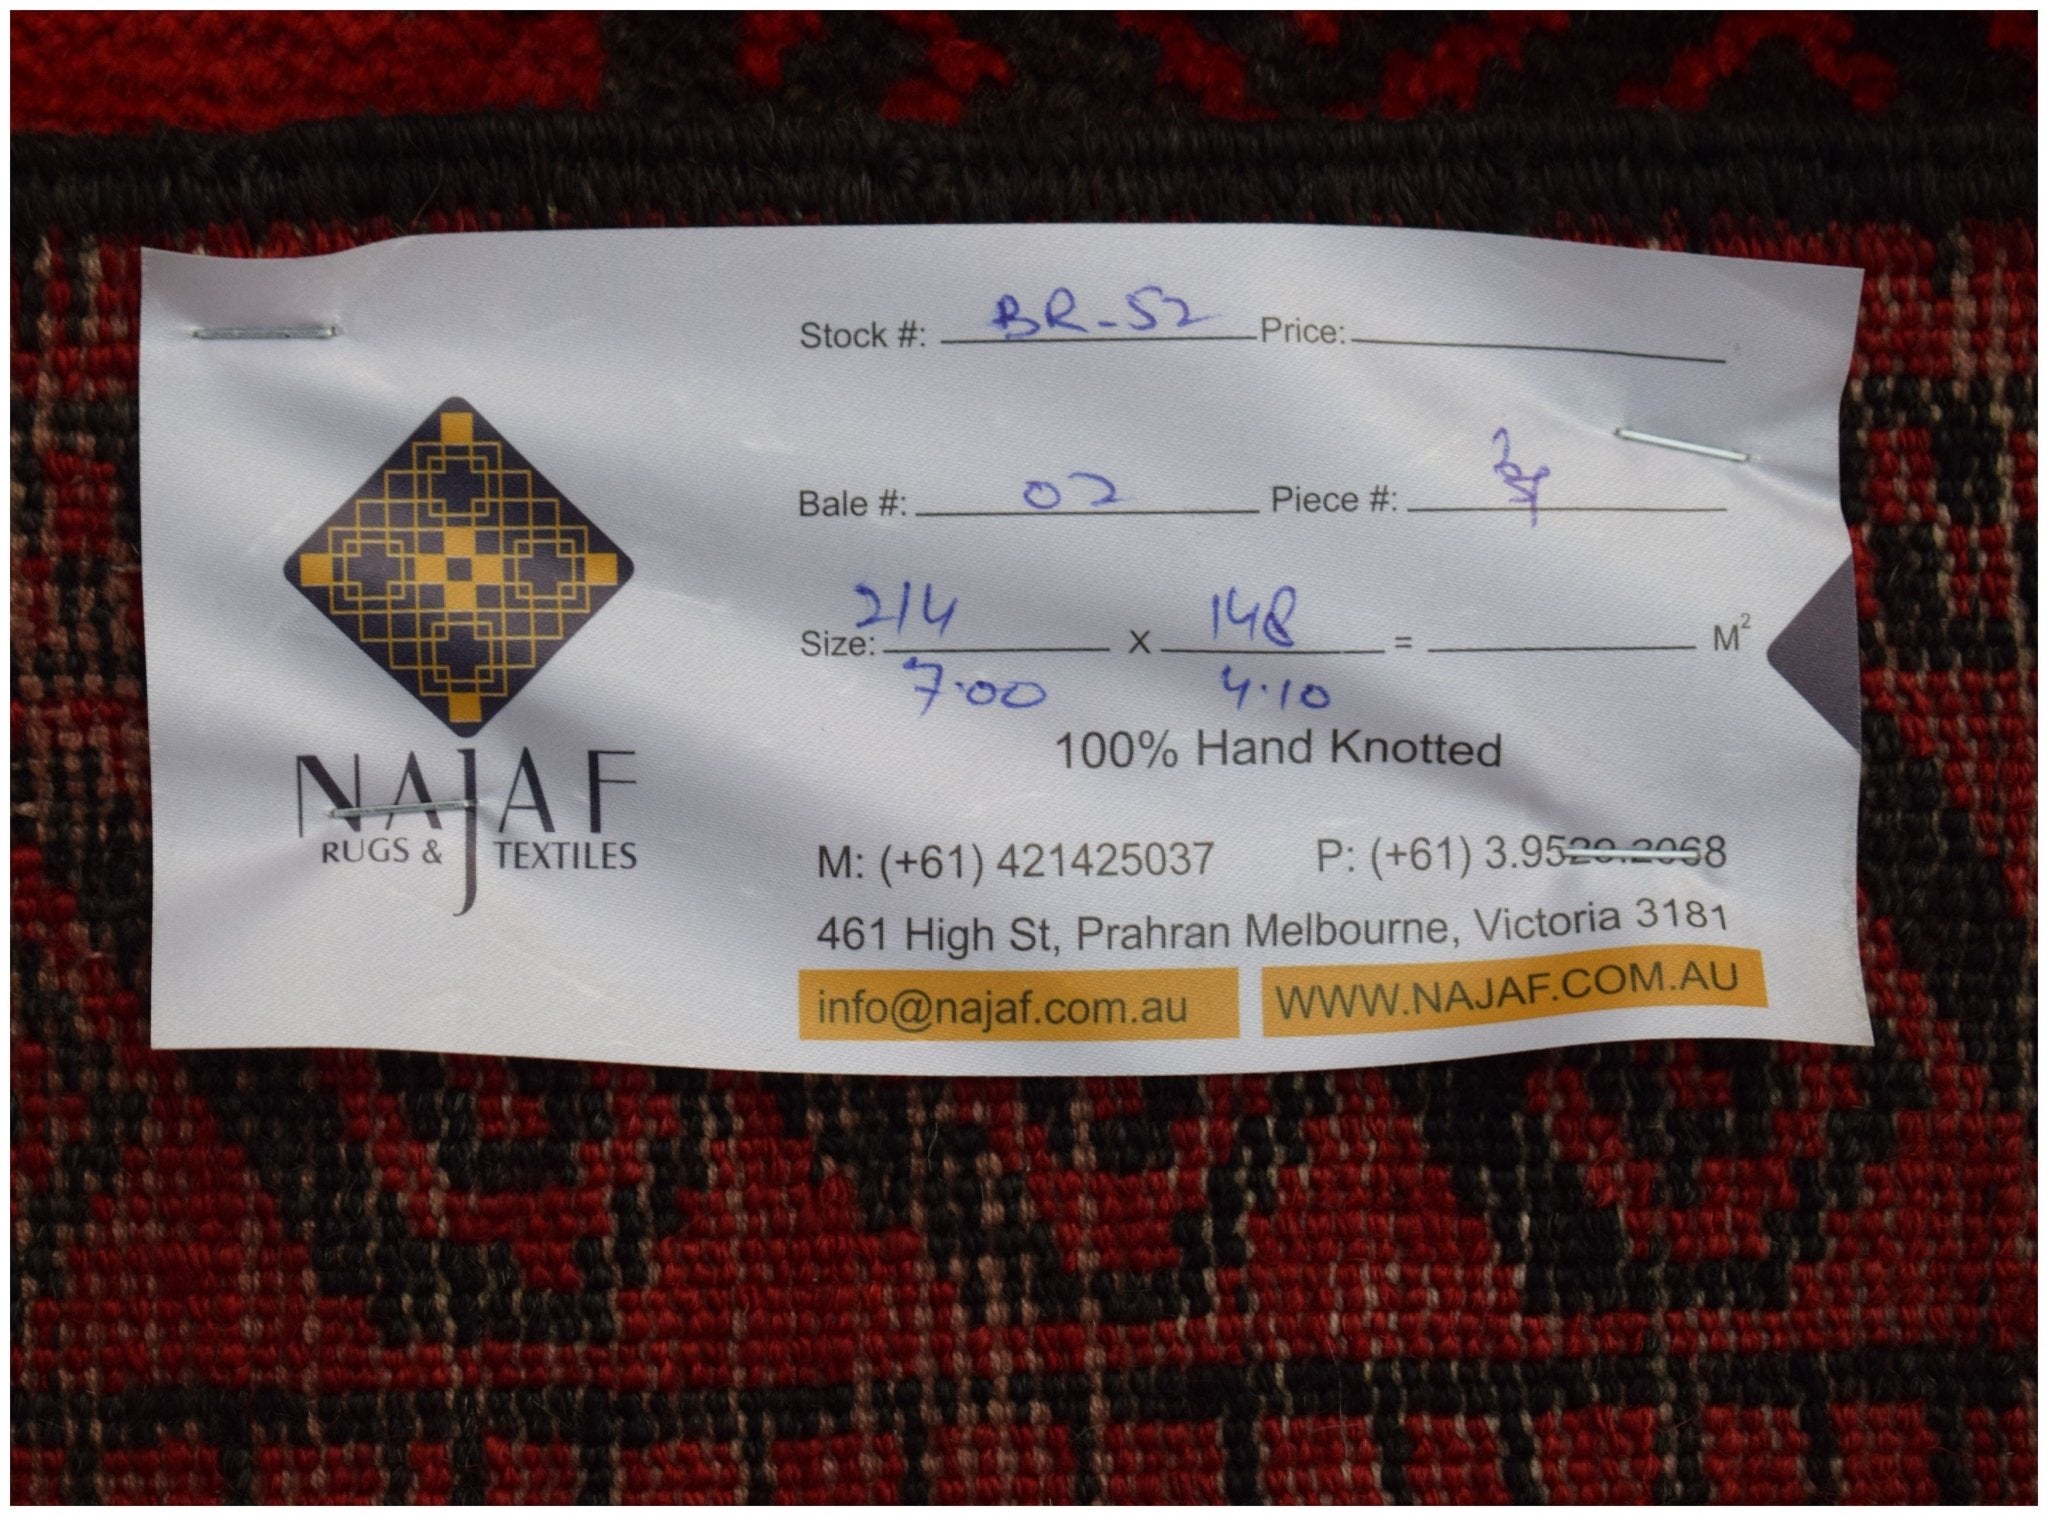 Stock #: BR-52 Price:
Bale #: 02 Piece #:
Size: 214 X 148 = M²
7.00 4.10
100% Hand Knotted
NAJAF
RUGS & TEXTILES
M: (+61) 421425037 P: (+61) 3.9529.2068
461 High St, Prahran Melbourne, Victoria 3181
info@najaf.com.au WWW.NAJAF.COM.AU